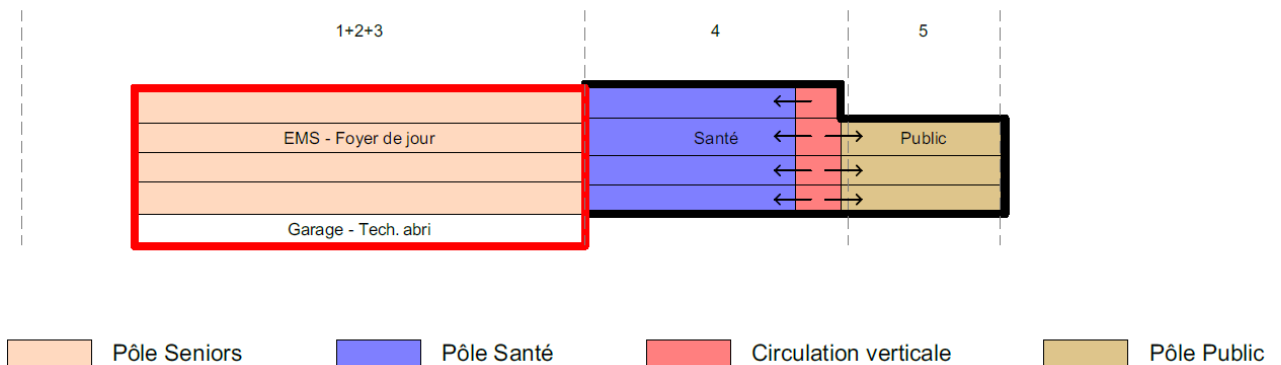 1+2+3
4
5
EMS - Foyer de jour
Santé
Public
Garage - Tech. abri
Pôle Seniors
Pôle Santé
Circulation verticale
Pôle Public